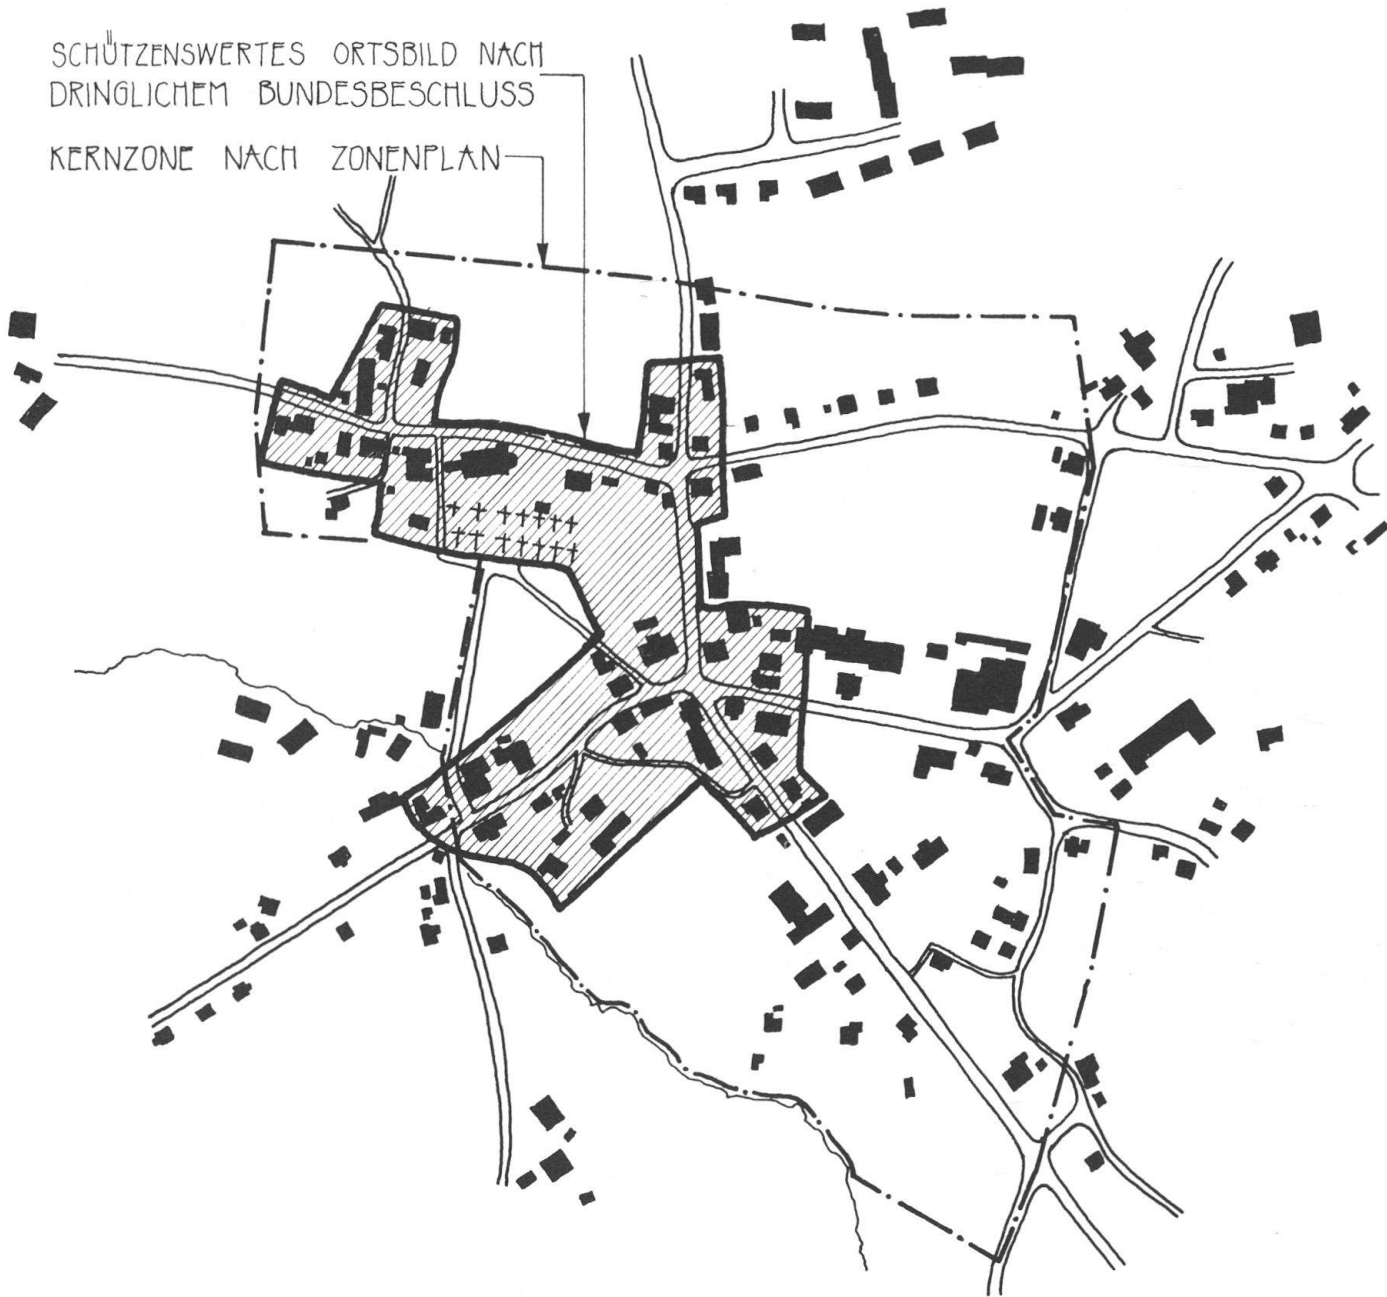 SCHÜTZENSWERTES ORTSBILD NACH
DRINGLICHEM BUNDESBESCHLUSS
KERNZONE NACH ZONENPLAN